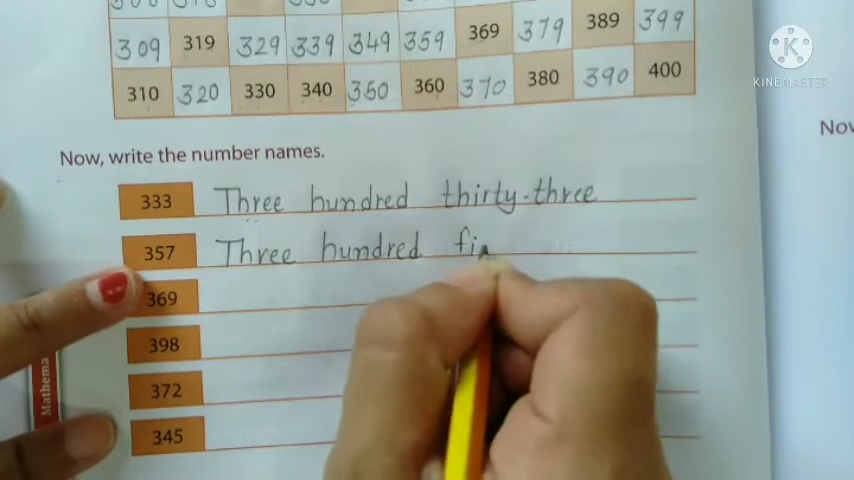 309 319 329 339 349 359 369 379 389 399
310 320 330 340 350 360 370 380 390 400
KINEMASTER
Now, write the number names.
333 Three hundred thirty-three
357 Three hundred fi
369
398
372
345
Mathema
Now